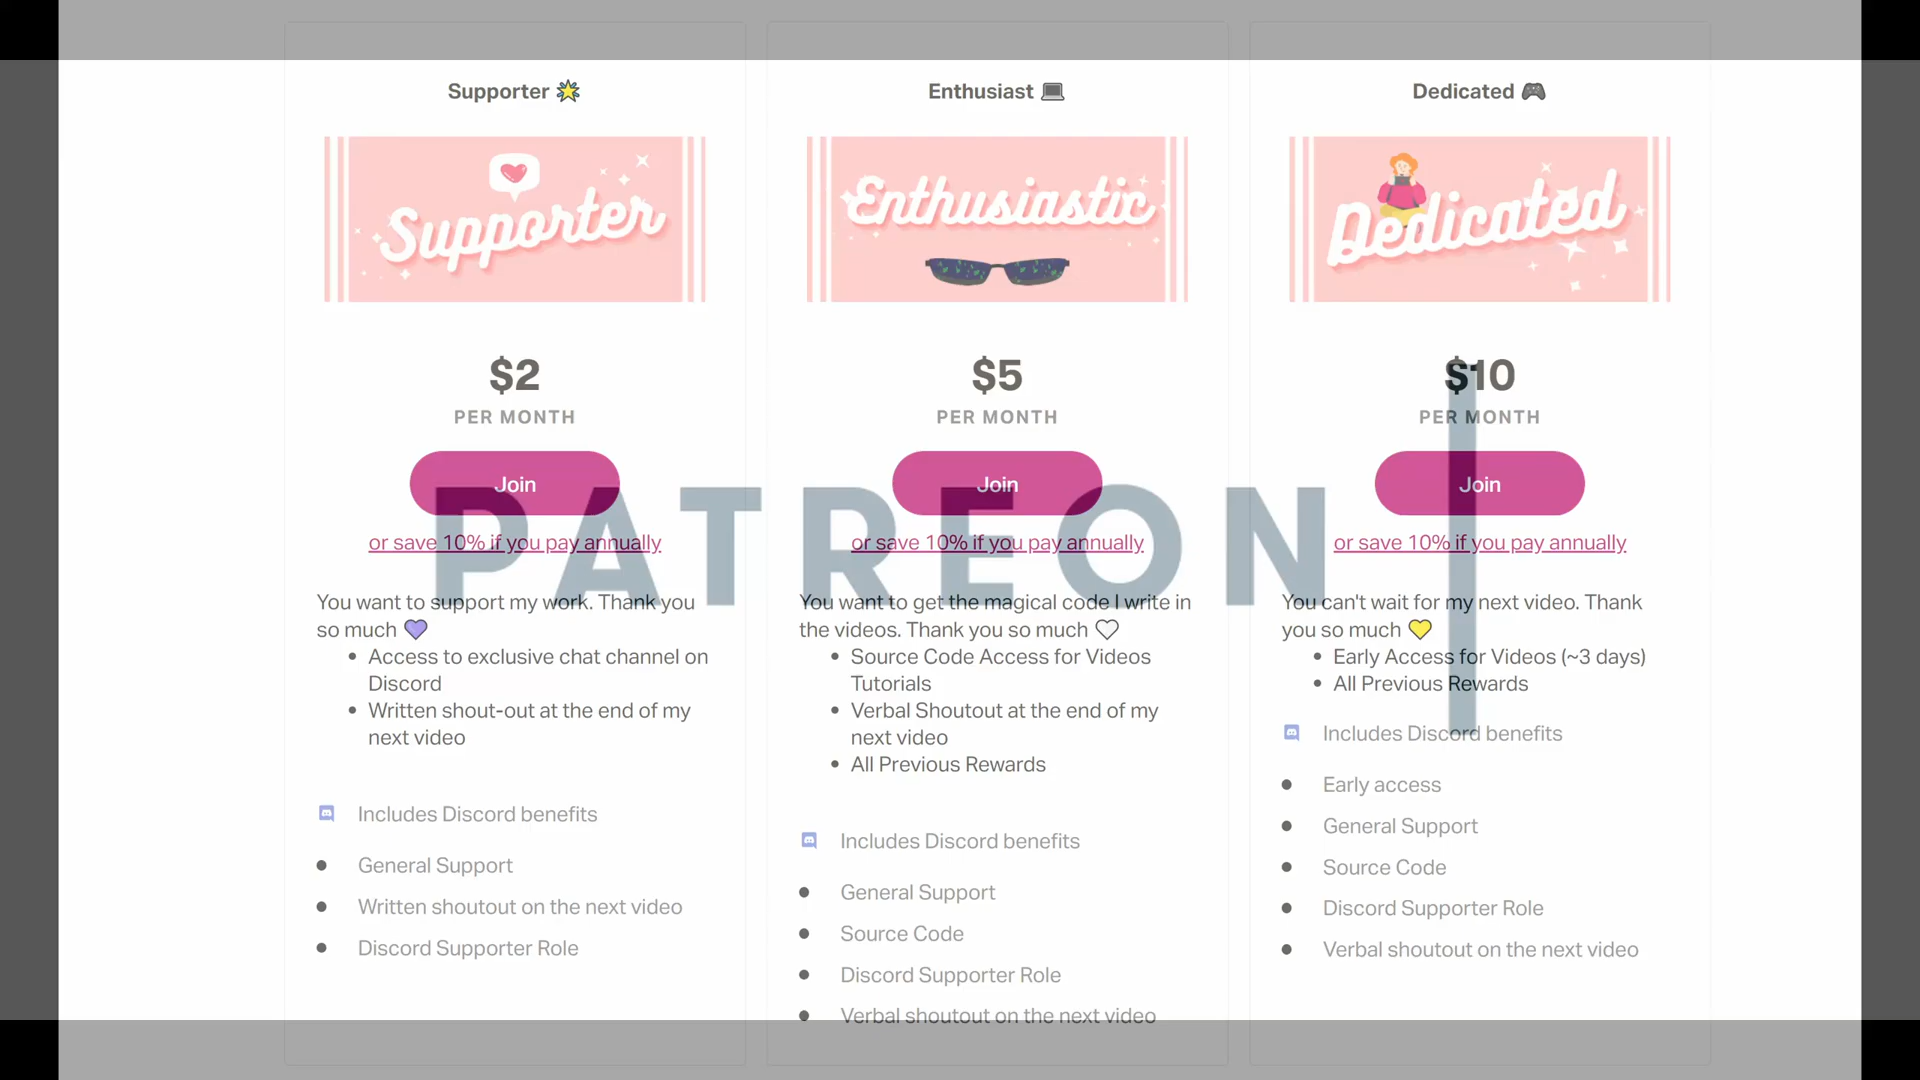 Supporter 🌟
Supporter
$2
PER MONTH
Join
or save 10% if you pay annually
You want to support my work. Thank you
so much 💜
• Access to exclusive chat channel on
Discord
• Written shout-out at the end of my
next video
Includes Discord benefits
• General Support
• Written shoutout on the next video
• Discord Supporter Role
Enthusiast 💻
Enthusiastic
$5
PER MONTH
Join
or save 10% if you pay annually
You want to get the magical code I write in
the videos. Thank you so much 🤍
• Source Code Access for Videos
Tutorials
• Verbal Shoutout at the end of my
next video
• All Previous Rewards
Includes Discord benefits
• General Support
• Source Code
• Discord Supporter Role
• Verbal shoutout on the next video
Dedicated 🎮
Dedicated
$10
PER MONTH
Join
or save 10% if you pay annually
You can't wait for my next video. Thank
you so much 💛
• Early Access for Videos (~3 days)
• All Previous Rewards
Includes Discord benefits
• Early access
• General Support
• Source Code
• Discord Supporter Role
• Verbal shoutout on the next video
PATREON